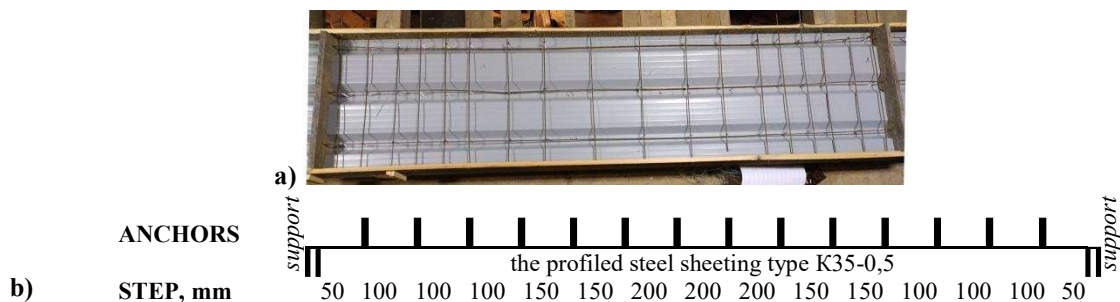 a)
support
support
ANCHORS
the profiled steel sheeting type K35-0,5
b)
STEP, mm 50 100 100 100 150 150 200 200 200 200 150 150 100 100 100 50